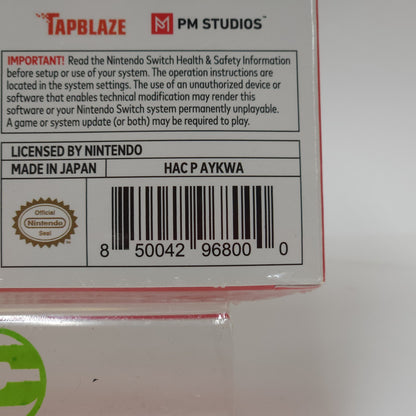 TAPBLAZE PM STUDIOS™
IMPORTANT! Read the Nintendo Switch Health & Safety Information
before setup or use of your system. The operation instructions are
located in the system settings. The use of an unauthorized device or
software that enables technical modification may render this
software or your Nintendo Switch system permanently unplayable.
A game or system update (or both) may be required to play.
LICENSED BY NINTENDO
MADE IN JAPAN HAC P AYKWA
Official
Nintendo
Seal
8 50042 96800 0